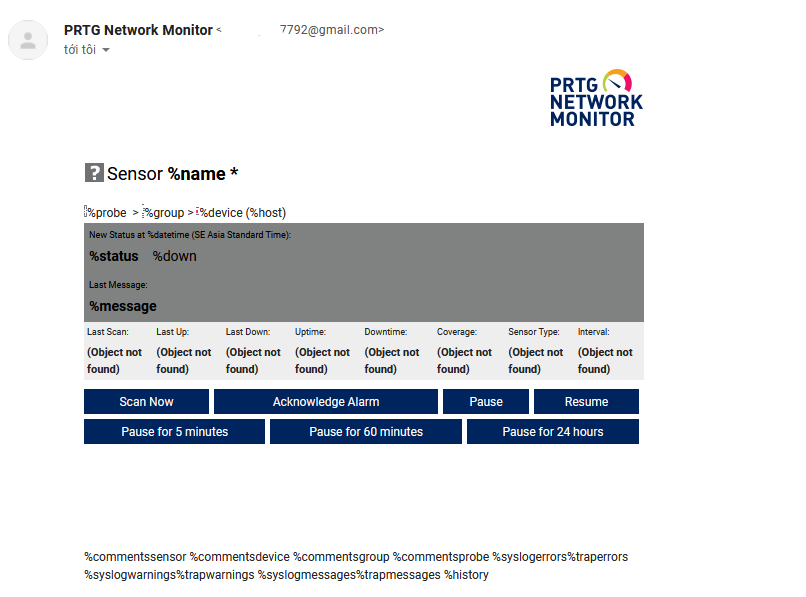 PRTG Network Monitor < 7792@gmail.com>
tới tôi
PRTG
NETWORK
MONITOR
? Sensor %name *
%probe > %group > %device (%host)
New Status at %datetime (SE Asia Standard Time):
%status %down
Last Message:
%message
Last Scan: Last Up: Last Down: Uptime: Downtime: Coverage: Sensor Type: Interval:
(Object not (Object not (Object not (Object not (Object not (Object not (Object not (Object not
found) found) found) found) found) found) found) found)
Scan Now Acknowledge Alarm Pause Resume
Pause for 5 minutes Pause for 60 minutes Pause for 24 hours
%commentssensor %commentsdevice %commentsgroup %commentsprobe %syslogerrors%traperrors
%syslogwarnings%trapwarnings %syslogmessages%trapmessages %history